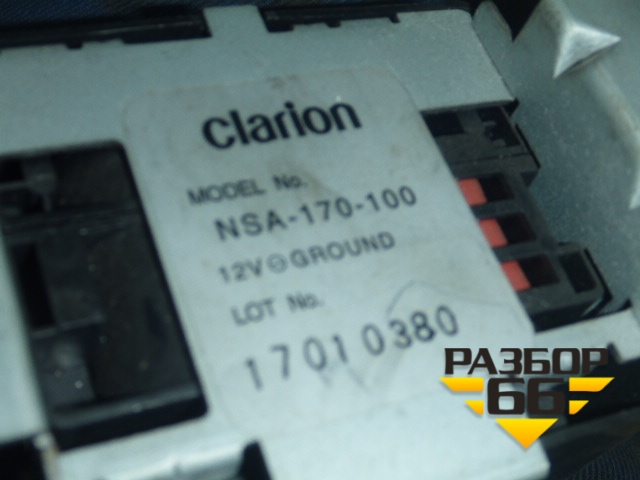 clarion
MODEL No.
NSA-170-100
12V⊖GROUND
LOT No.
17010380
РАЗБОР
66